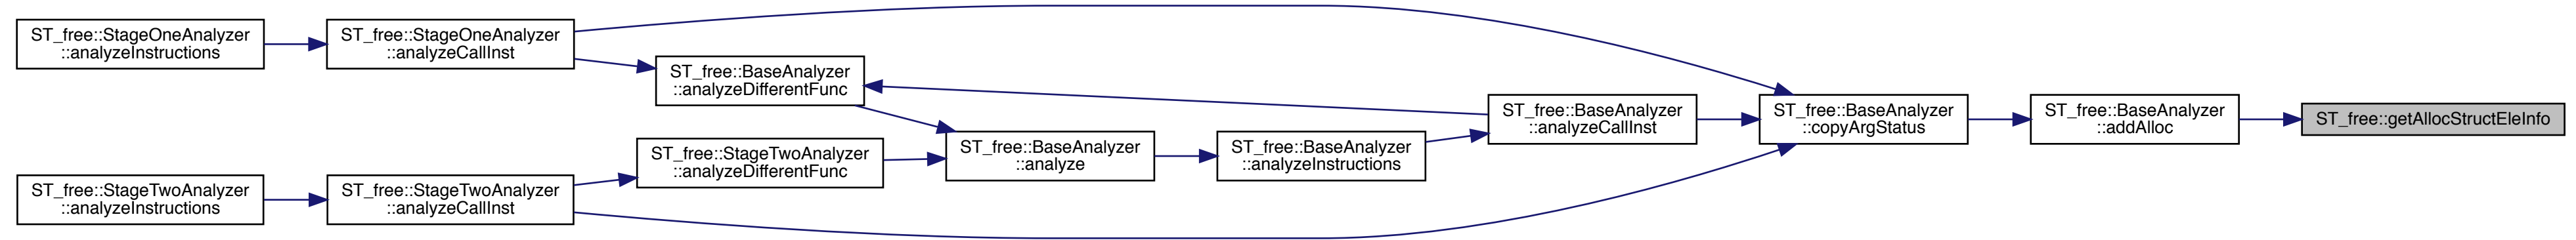 ST_free::StageOneAnalyzer
::analyzeInstructions
ST_free::StageOneAnalyzer
::analyzeCallInst
ST_free::BaseAnalyzer
::analyzeDifferentFunc
ST_free::BaseAnalyzer
::analyzeCallInst
ST_free::BaseAnalyzer
::copyArgStatus
ST_free::BaseAnalyzer
::addAlloc
ST_free::getAllocStructEleInfo
ST_free::StageTwoAnalyzer
::analyzeDifferentFunc
ST_free::BaseAnalyzer
::analyze
ST_free::BaseAnalyzer
::analyzeInstructions
ST_free::StageTwoAnalyzer
::analyzeInstructions
ST_free::StageTwoAnalyzer
::analyzeCallInst